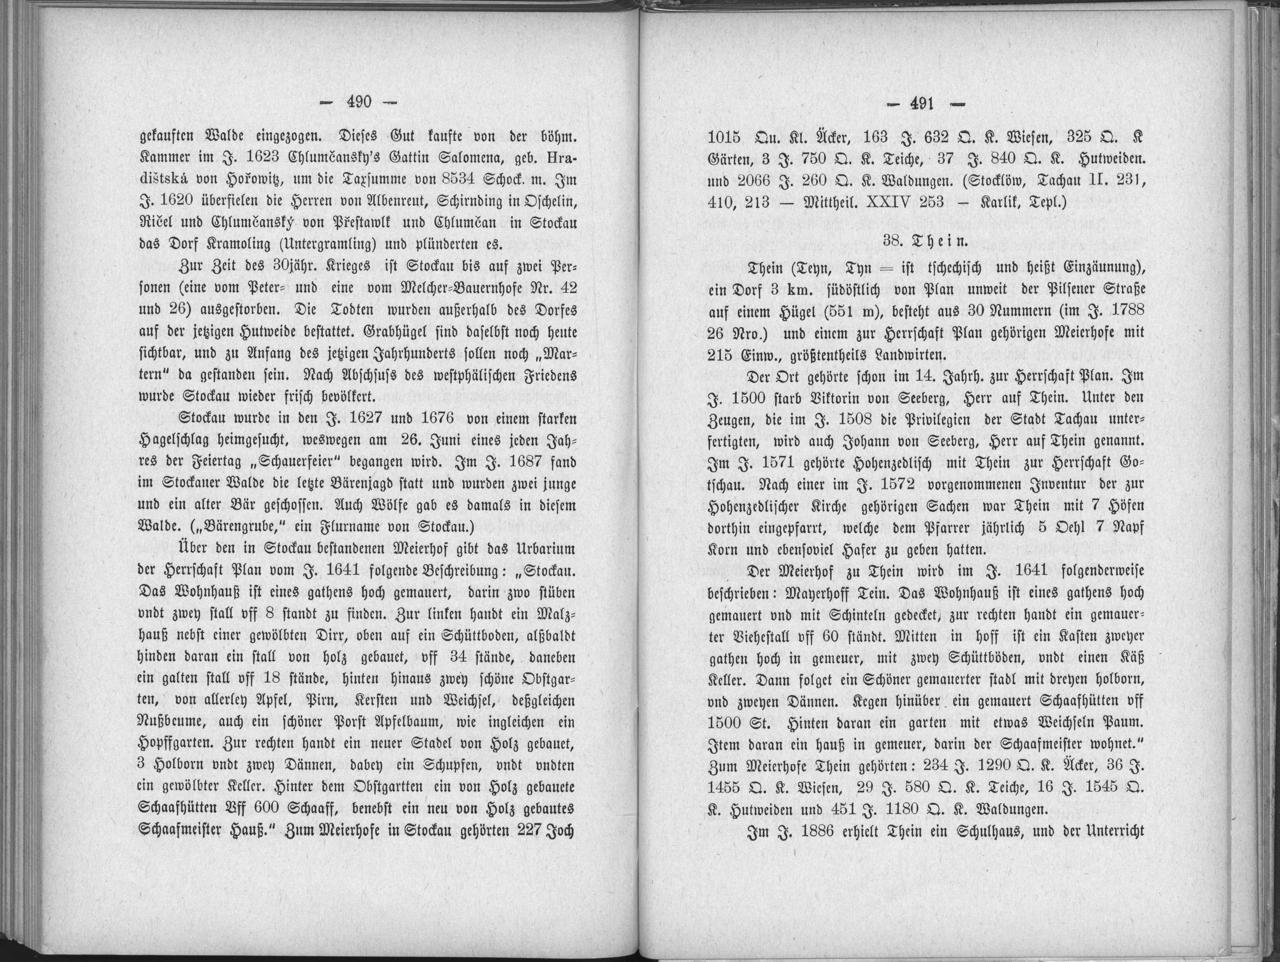 — 490 —
gekauften Walde eingezogen. Dieses Gut kaufte von der böhm.
Kammer im J. 1623 Chlumčansky's Gattin Salomena, geb. Hra-
dištská von Hořowitz, um die Taxsumme von 8534 Schock. m. Im
J. 1620 überfielen die Herren von Albenreut, Schirnding in Oschelin,
Ričel und Chlumčanský von Přestawlk und Chlumčan in Stockau
das Dorf Kramoling (Untergramling) und plünderten es.
Zur Zeit des 30jähr. Krieges ist Stockau bis auf zwei Per-
sonen (eine vom Peter- und eine vom Melcher-Bauernhofe Nr. 42
und 26) ausgestorben. Die Todten wurden außerhalb des Dorfes
auf der jetzigen Hutweide bestattet. Grabhügel sind daselbst noch heute
sichtbar, und zu Anfang des jetzigen Jahrhunderts sollen noch „Mar-
tern" da gestanden sein. Nach Abschluss des westphälischen Friedens
wurde Stockau wieder frisch bevölkert.
Stockau wurde in den J. 1627 und 1676 von einem starken
Hagelschlag heimgesucht, weswegen am 26. Juni eines jeden Jah-
res der Feiertag „Schauerfeier" begangen wird. Im J. 1687 fand
im Stockauer Walde die letzte Bärenjagd statt und wurden zwei junge
und ein alter Bär geschossen. Auch Wölfe gab es damals in diesem
Walde. („Bärengrube," ein Flurname von Stockau.)
Über den in Stockau bestandenen Meierhof gibt das Urbarium
der Herrschaft Plan vom J. 1641 folgende Beschreibung: „Stockau.
Das Wohnhauß ist eines gathens hoch gemauert, darin zwo stüben
vndt zwey stall vff 8 standt zu finden. Zur linken handt ein Malz-
hauß nebst einer gewölbten Dirr, oben auf ein Schüttboden, alßbaldt
hinden daran ein stall von holz gebauet, vff 34 stände, daneben
ein galten stall vff 18 stände, hinten hinaus zwey schöne Obstgar-
ten, von allerley Apfel, Pirn, Kersten und Weichsel, deßgleichen
Nußbeume, auch ein schöner Porst Apfelbaum, wie ingleichen ein
Hopffgarten. Zur rechten handt ein neuer Stadel von Holz gebauet,
3 Holborn vndt zwey Dännen, dabey ein Schupfen, vndt vndten
ein gewölbter Keller. Hinter dem Obstgartten ein von Holz gebauete
Schaafhütten Vff 600 Schaaff, benebst ein neu von Holz gebautes
Schaafmeister Hauß." Zum Meierhofe in Stockau gehörten 227 Joch
— 491 —
1015 Qu. Kl. Äcker, 163 J. 632 Q. K. Wiesen, 325 Q. K
Gärten, 3 J. 750 Q. K. Teiche, 37 J. 840 Q. K. Hutweiden.
und 2066 J. 260 Q. K. Waldungen. (Stocklöw, Tachau II. 231,
410, 213 — Mittheil. XXIV 253 — Karlik, Tepl.)
38. Thein.
Thein (Teyn, Tyn = ist tschechisch und heißt Einzäunung),
ein Dorf 3 km. südöstlich von Plan unweit der Pilsener Straße
auf einem Hügel (551 m), besteht aus 30 Nummern (im J. 1788
26 Nro.) und einem zur Herrschaft Plan gehörigen Meierhofe mit
215 Einw., größtentheils Landwirten.
Der Ort gehörte schon im 14. Jahrh. zur Herrschaft Plan. Im
J. 1500 starb Viktorin von Seeberg, Herr auf Thein. Unter den
Zeugen, die im J. 1508 die Privilegien der Stadt Tachau unter-
fertigten, wird auch Johann von Seeberg, Herr auf Thein genannt.
Im J. 1571 gehörte Hohenzedlisch mit Thein zur Herrschaft Go-
tschau. Nach einer im J. 1572 vorgenommenen Inventur der zur
Hohenzedlischer Kirche gehörigen Sachen war Thein mit 7 Höfen
dorthin eingepfarrt, welche dem Pfarrer jährlich 5 Oehl 7 Napf
Korn und ebensoviel Hafer zu geben hatten.
Der Meierhof zu Thein wird im J. 1641 folgenderweise
beschrieben: Mayerhoff Tein. Das Wohnhauß ist eines gathens hoch
gemauert vnd mit Schinteln gedecket, zur rechten handt ein gemauer-
ter Viehestall vff 60 ständt. Mitten in hoff ist ein Kasten zweyer
gathen hoch in gemeuer, mit zwey Schüttböden, vndt einen Käß
Keller. Dann folget ein Schöner gemauerter stadl mit dreyen holborn,
vnd zweyen Dännen. Kegen hinüber ein gemauert Schaafhütten vff
1500 St. Hinten daran ein garten mit etwas Weichseln Paum.
Item daran ein hauß in gemeuer, darin der Schaafmeister wohnet."
Zum Meierhofe Thein gehörten: 234 J. 1290 Q. K. Äcker, 36 J.
1455 Q. K. Wiesen, 29 J. 580 Q. K. Teiche, 16 J. 1545 Q.
K. Hutweiden und 451 J. 1180 Q. K. Waldungen.
Im J. 1886 erhielt Thein ein Schulhaus, und der Unterricht